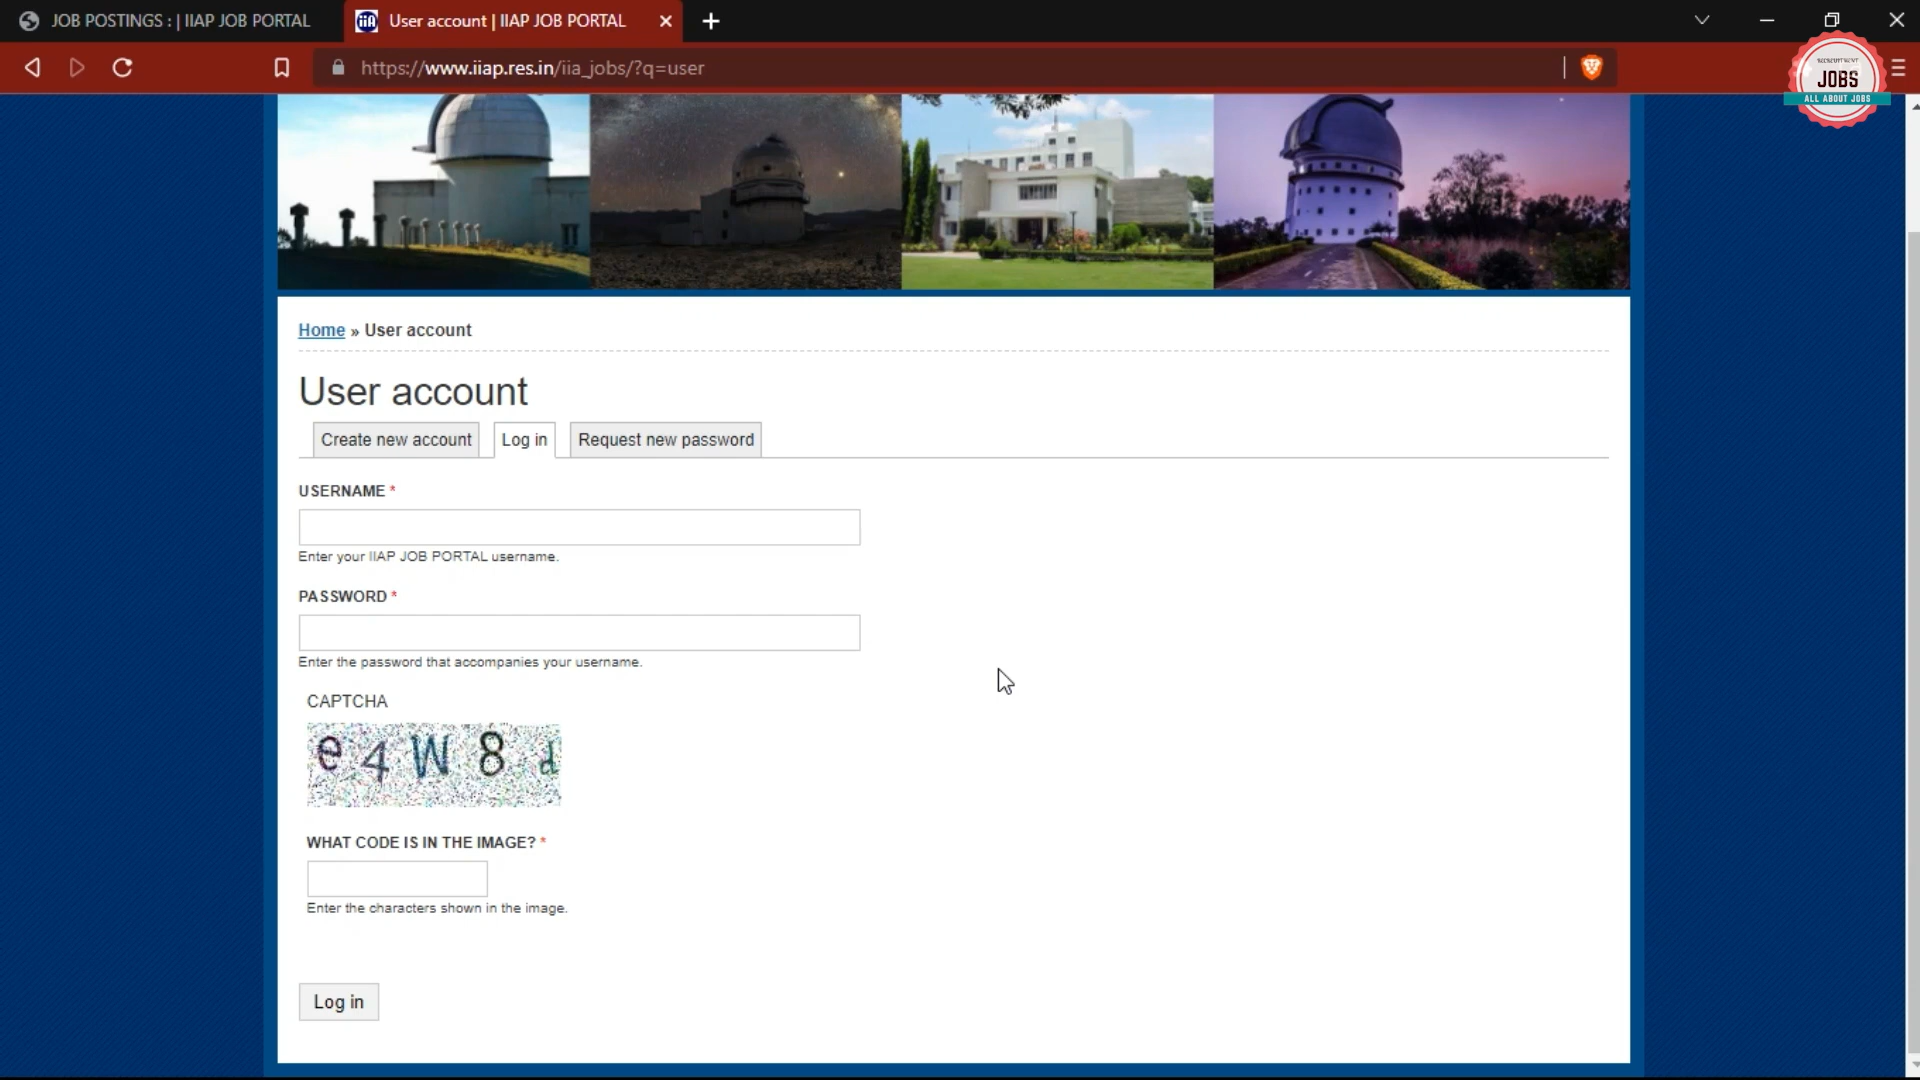 JOB POSTINGS : | IIAP JOB PORTAL
User account | IIAP JOB PORTAL
https://www.iiap.res.in/iia_jobs/?q=user
RECRUITMENT
JOBS
ALL ABOUT JOBS
Home » User account
User account
Create new account
Log in
Request new password
USERNAME *
Enter your IIAP JOB PORTAL username.
PASSWORD *
Enter the password that accompanies your username.
CAPTCHA
e4W8d
WHAT CODE IS IN THE IMAGE? *
Enter the characters shown in the image.
Log in